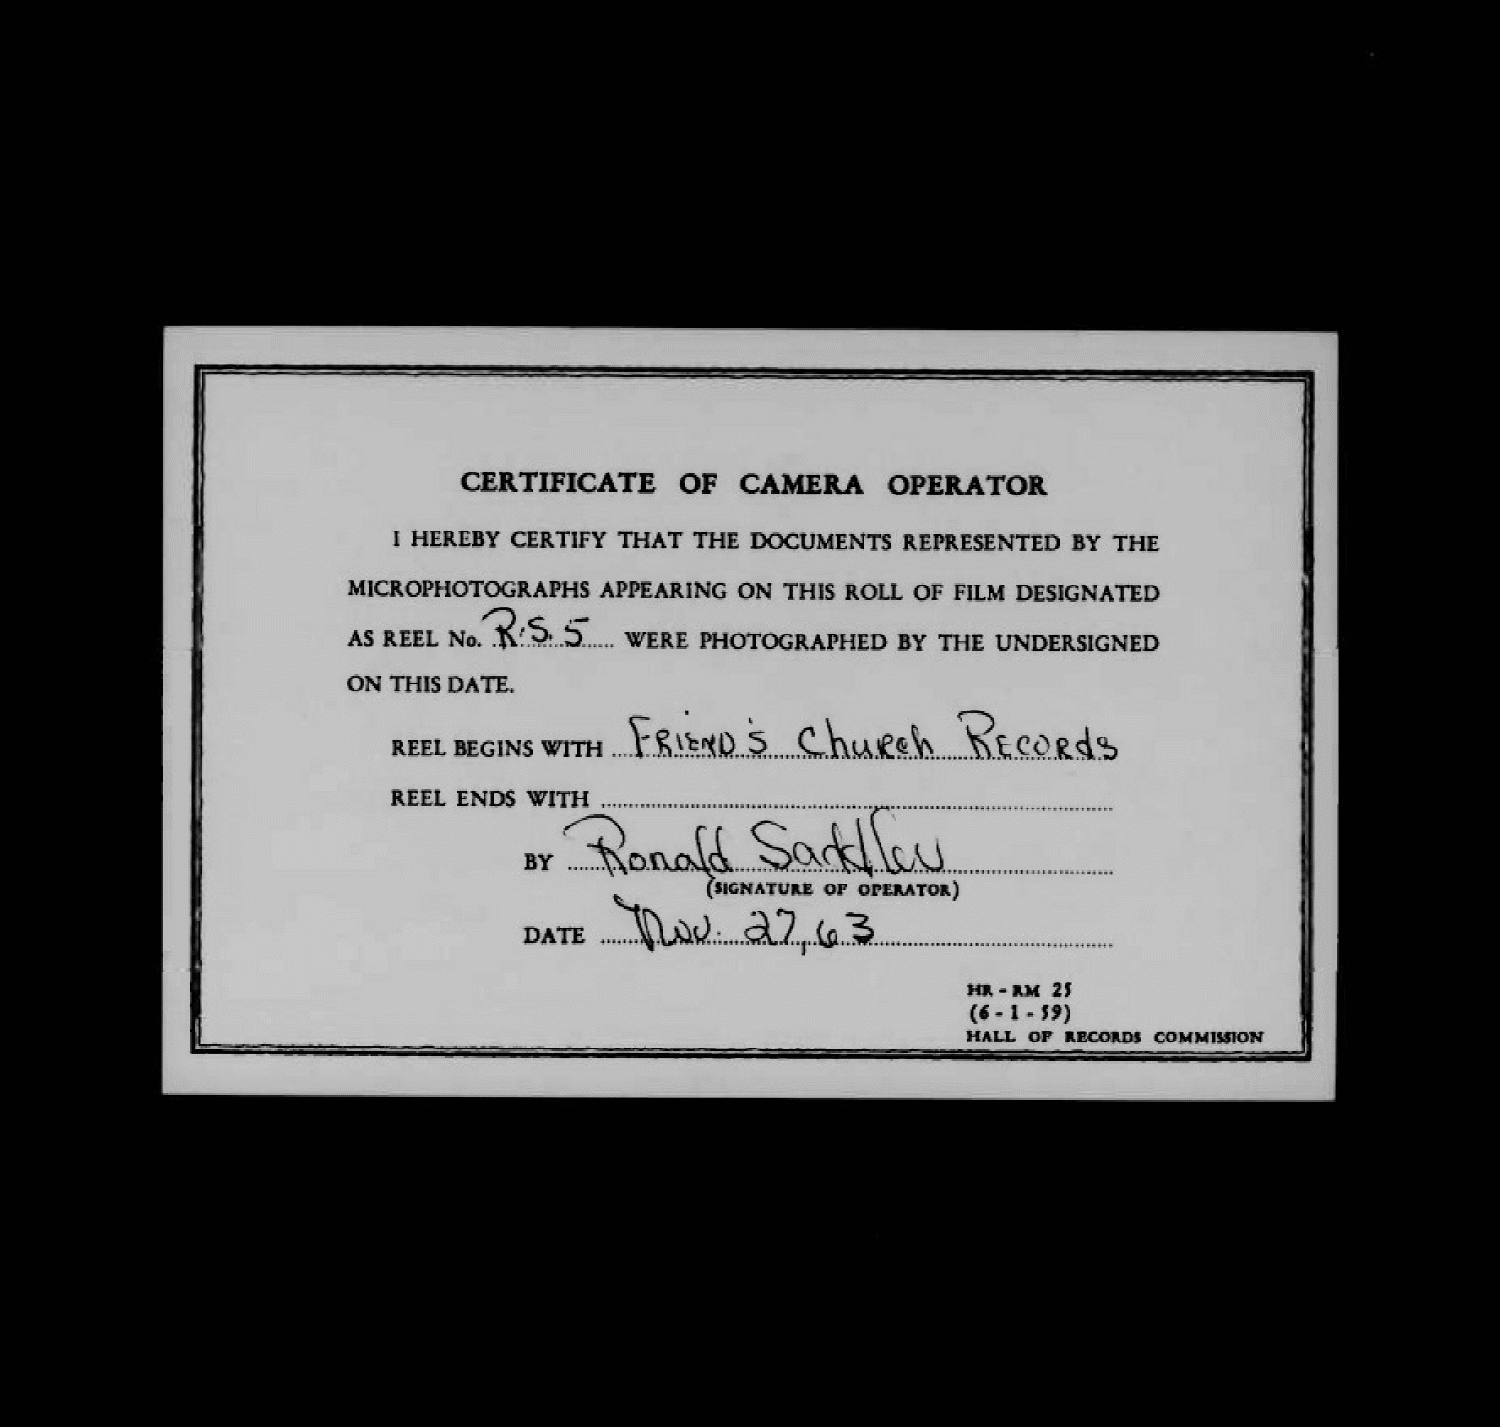 CERTIFICATE OF CAMERA OPERATOR
I HEREBY CERTIFY THAT THE DOCUMENTS REPRESENTED BY THE
MICROPHOTOGRAPHS APPEARING ON THIS ROLL OF FILM DESIGNATED
AS REEL No. R.S. 5 WERE PHOTOGRAPHED BY THE UNDERSIGNED
ON THIS DATE.
REEL BEGINS WITH FRIEND'S ChURch RECORds
REEL ENDS WITH
BY Ronald Saddler
(SIGNATURE OF OPERATOR)
DATE Nov. 27, 63
HR - RM 25
(6 - 1 - 59)
HALL OF RECORDS COMMISSION